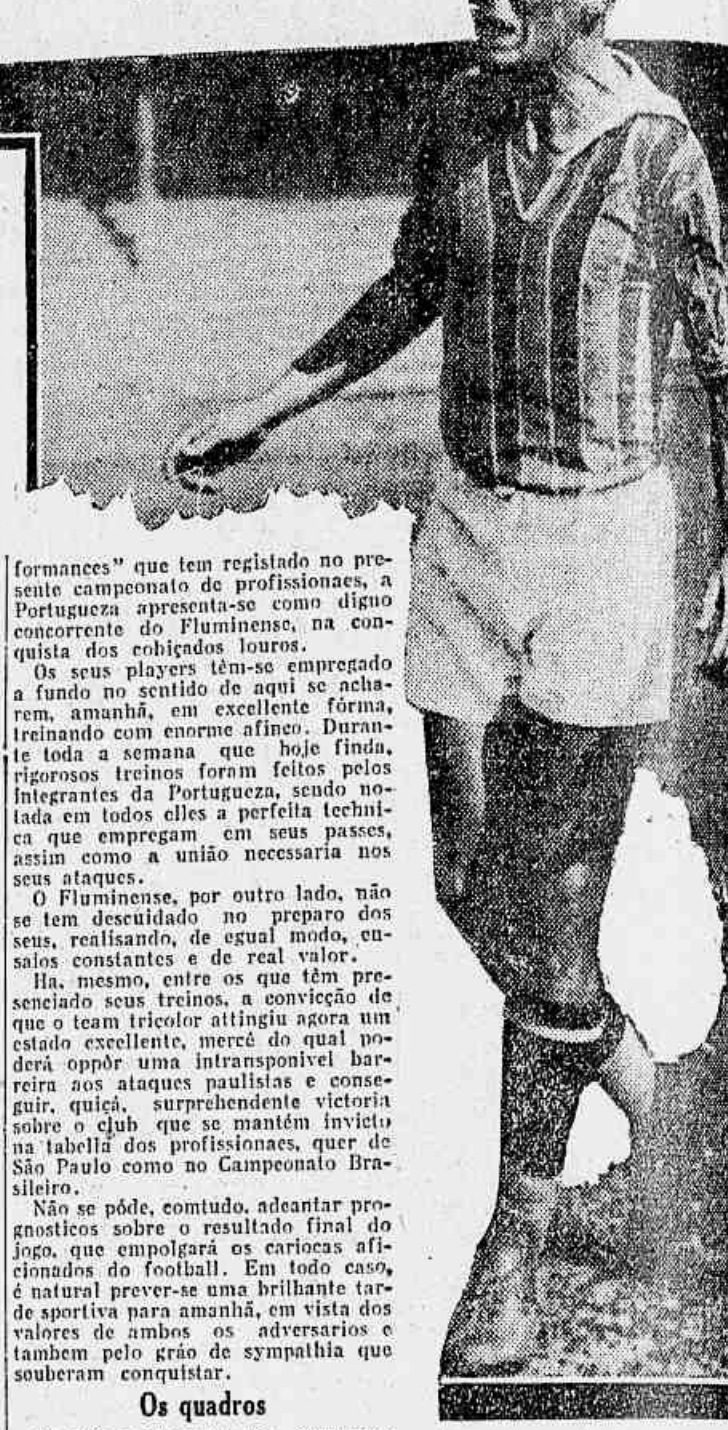 formances" que tem registado no pre-
sente campeonato de profissionaes, a
Portugueza apresenta-se como digno
concorrente do Fluminense, na con-
quista dos cobiçados louros.
Os seus players têm-se empregado
a fundo no sentido de aqui se acha-
rem, amanhã, em excellente fórma,
treinando com enorme afinco. Duran-
te toda a semana que hoje finda,
rigorosos treinos foram feitos pelos
integrantes da Portugueza, sendo no-
tada em todos elles a perfeita techni-
ca que empregam em seus passes,
assim como a união necessaria nos
seus ataques.
O Fluminense, por outro lado, não
se tem descuidado no preparo dos
seus, realisando, de egual modo, en-
saios constantes e de real valor.
Ha, mesmo, entre os que têm pre-
senciado seus treinos, a convicção de
que o team tricolor attingiu agora um
estado excellente, mercê do qual po-
derá oppôr uma intransponivel bar-
reira aos ataques paulistas e conse-
guir, quiçá, surprehendente victoria
sobre o club que se mantém invicto
na tabella dos profissionaes, quer de
São Paulo como no Campeonato Bra-
sileiro.
Não se póde, comtudo, adeantar pro-
gnosticos sobre o resultado final do
jogo, que empolgará os cariocas afi-
cionados do football. Em todo caso,
é natural prever-se uma brilhante tar-
de sportiva para amanhã, em vista dos
valores de ambos os adversarios e
tambem pelo gráo de sympathia que
souberam conquistar.
Os quadros